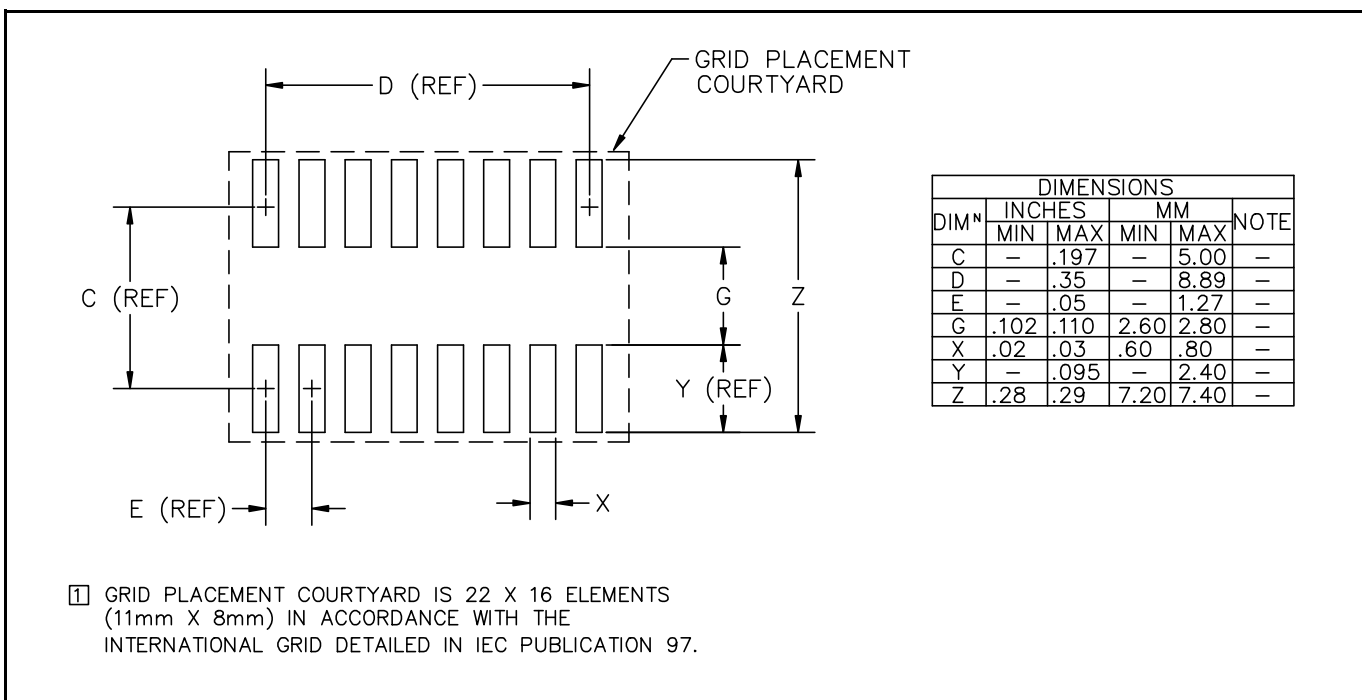 GRID PLACEMENT
COURTYARD
D (REF)
C (REF)
G
Z
Y (REF)
E (REF)
X
DIMENSIONS
DIM ᴺ INCHES MM NOTE
MIN MAX MIN MAX
C – .197 – 5.00 –
D – .35 – 8.89 –
E – .05 – 1.27 –
G .102 .110 2.60 2.80 –
X .02 .03 .60 .80 –
Y – .095 – 2.40 –
Z .28 .29 7.20 7.40 –
1 GRID PLACEMENT COURTYARD IS 22 X 16 ELEMENTS
(11mm X 8mm) IN ACCORDANCE WITH THE
INTERNATIONAL GRID DETAILED IN IEC PUBLICATION 97.